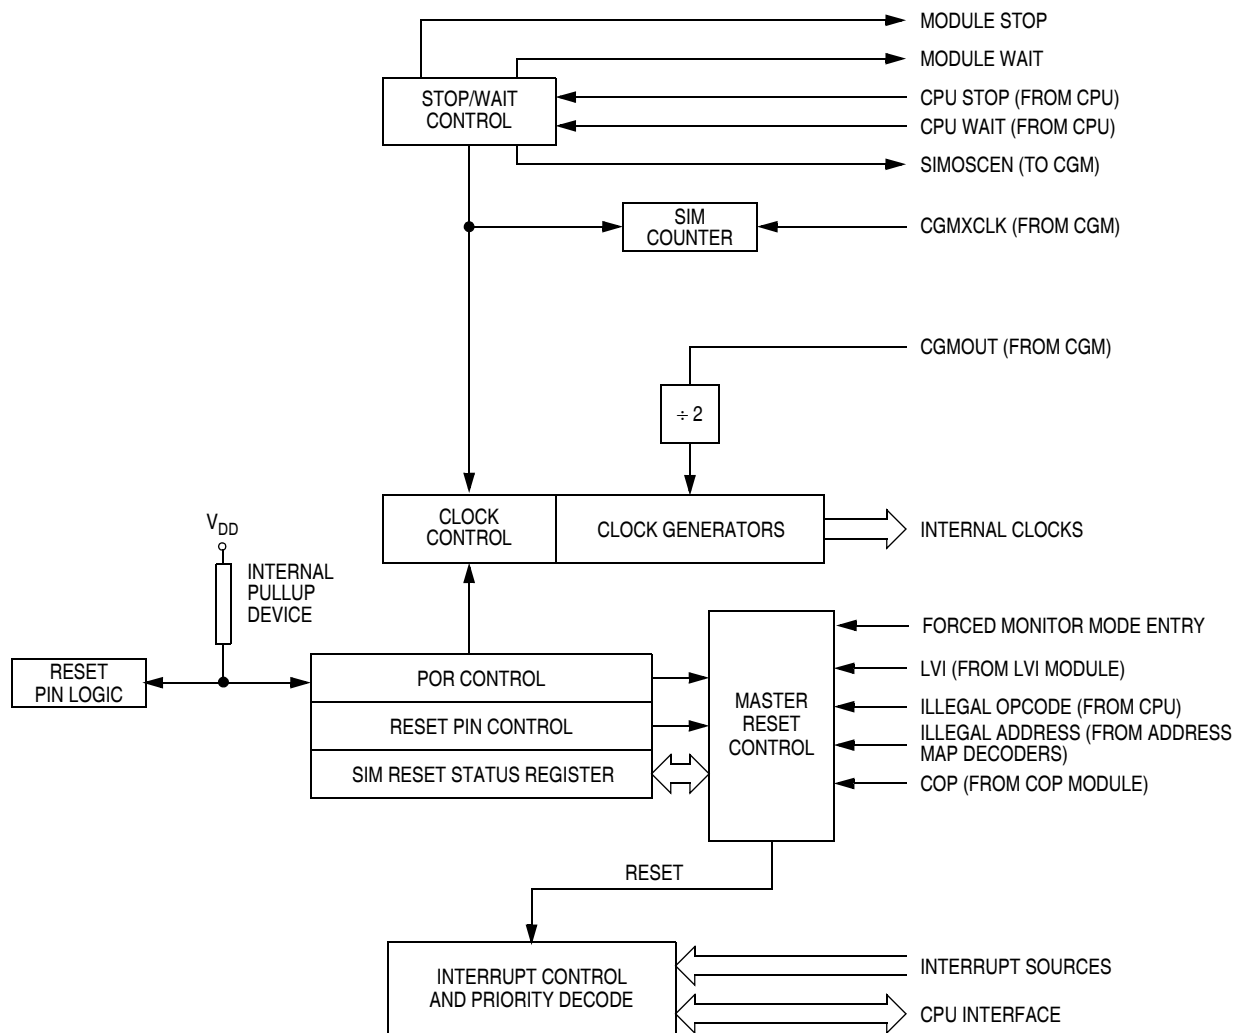 MODULE STOP
MODULE WAIT
STOP/WAIT
CONTROL
CPU STOP (FROM CPU)
CPU WAIT (FROM CPU)
SIMOSCEN (TO CGM)
SIM
COUNTER
CGMXCLK (FROM CGM)
CGMOUT (FROM CGM)
÷ 2
CLOCK
CONTROL
CLOCK GENERATORS
INTERNAL CLOCKS
VDD
INTERNAL
PULLUP
DEVICE
RESET
PIN LOGIC
POR CONTROL
RESET PIN CONTROL
SIM RESET STATUS REGISTER
MASTER
RESET
CONTROL
FORCED MONITOR MODE ENTRY
LVI (FROM LVI MODULE)
ILLEGAL OPCODE (FROM CPU)
ILLEGAL ADDRESS (FROM ADDRESS
MAP DECODERS)
COP (FROM COP MODULE)
RESET
INTERRUPT CONTROL
AND PRIORITY DECODE
INTERRUPT SOURCES
CPU INTERFACE